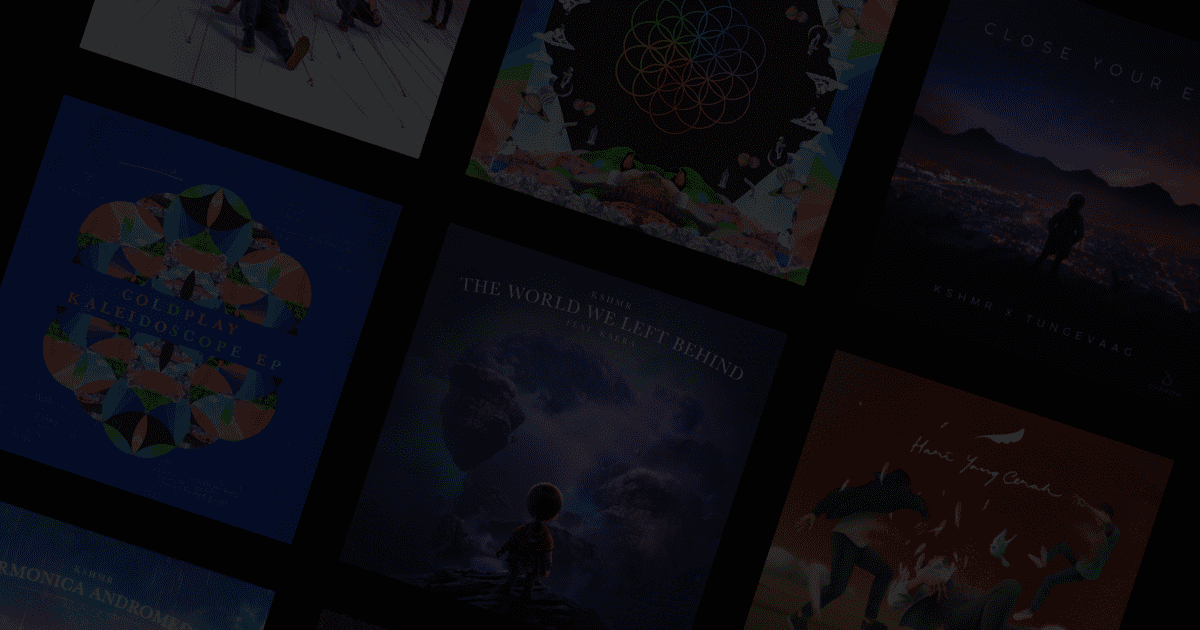 CLOSE YOUR E
KSHMR X TUNGEVAAG
COLDPLAY
KALEIDOSCOPE EP
KSHMR
THE WORLD WE LEFT BEHIND
FEAT. KARRA
Hari Yang Cerah
KSHMR
RMONICA ANDROMED